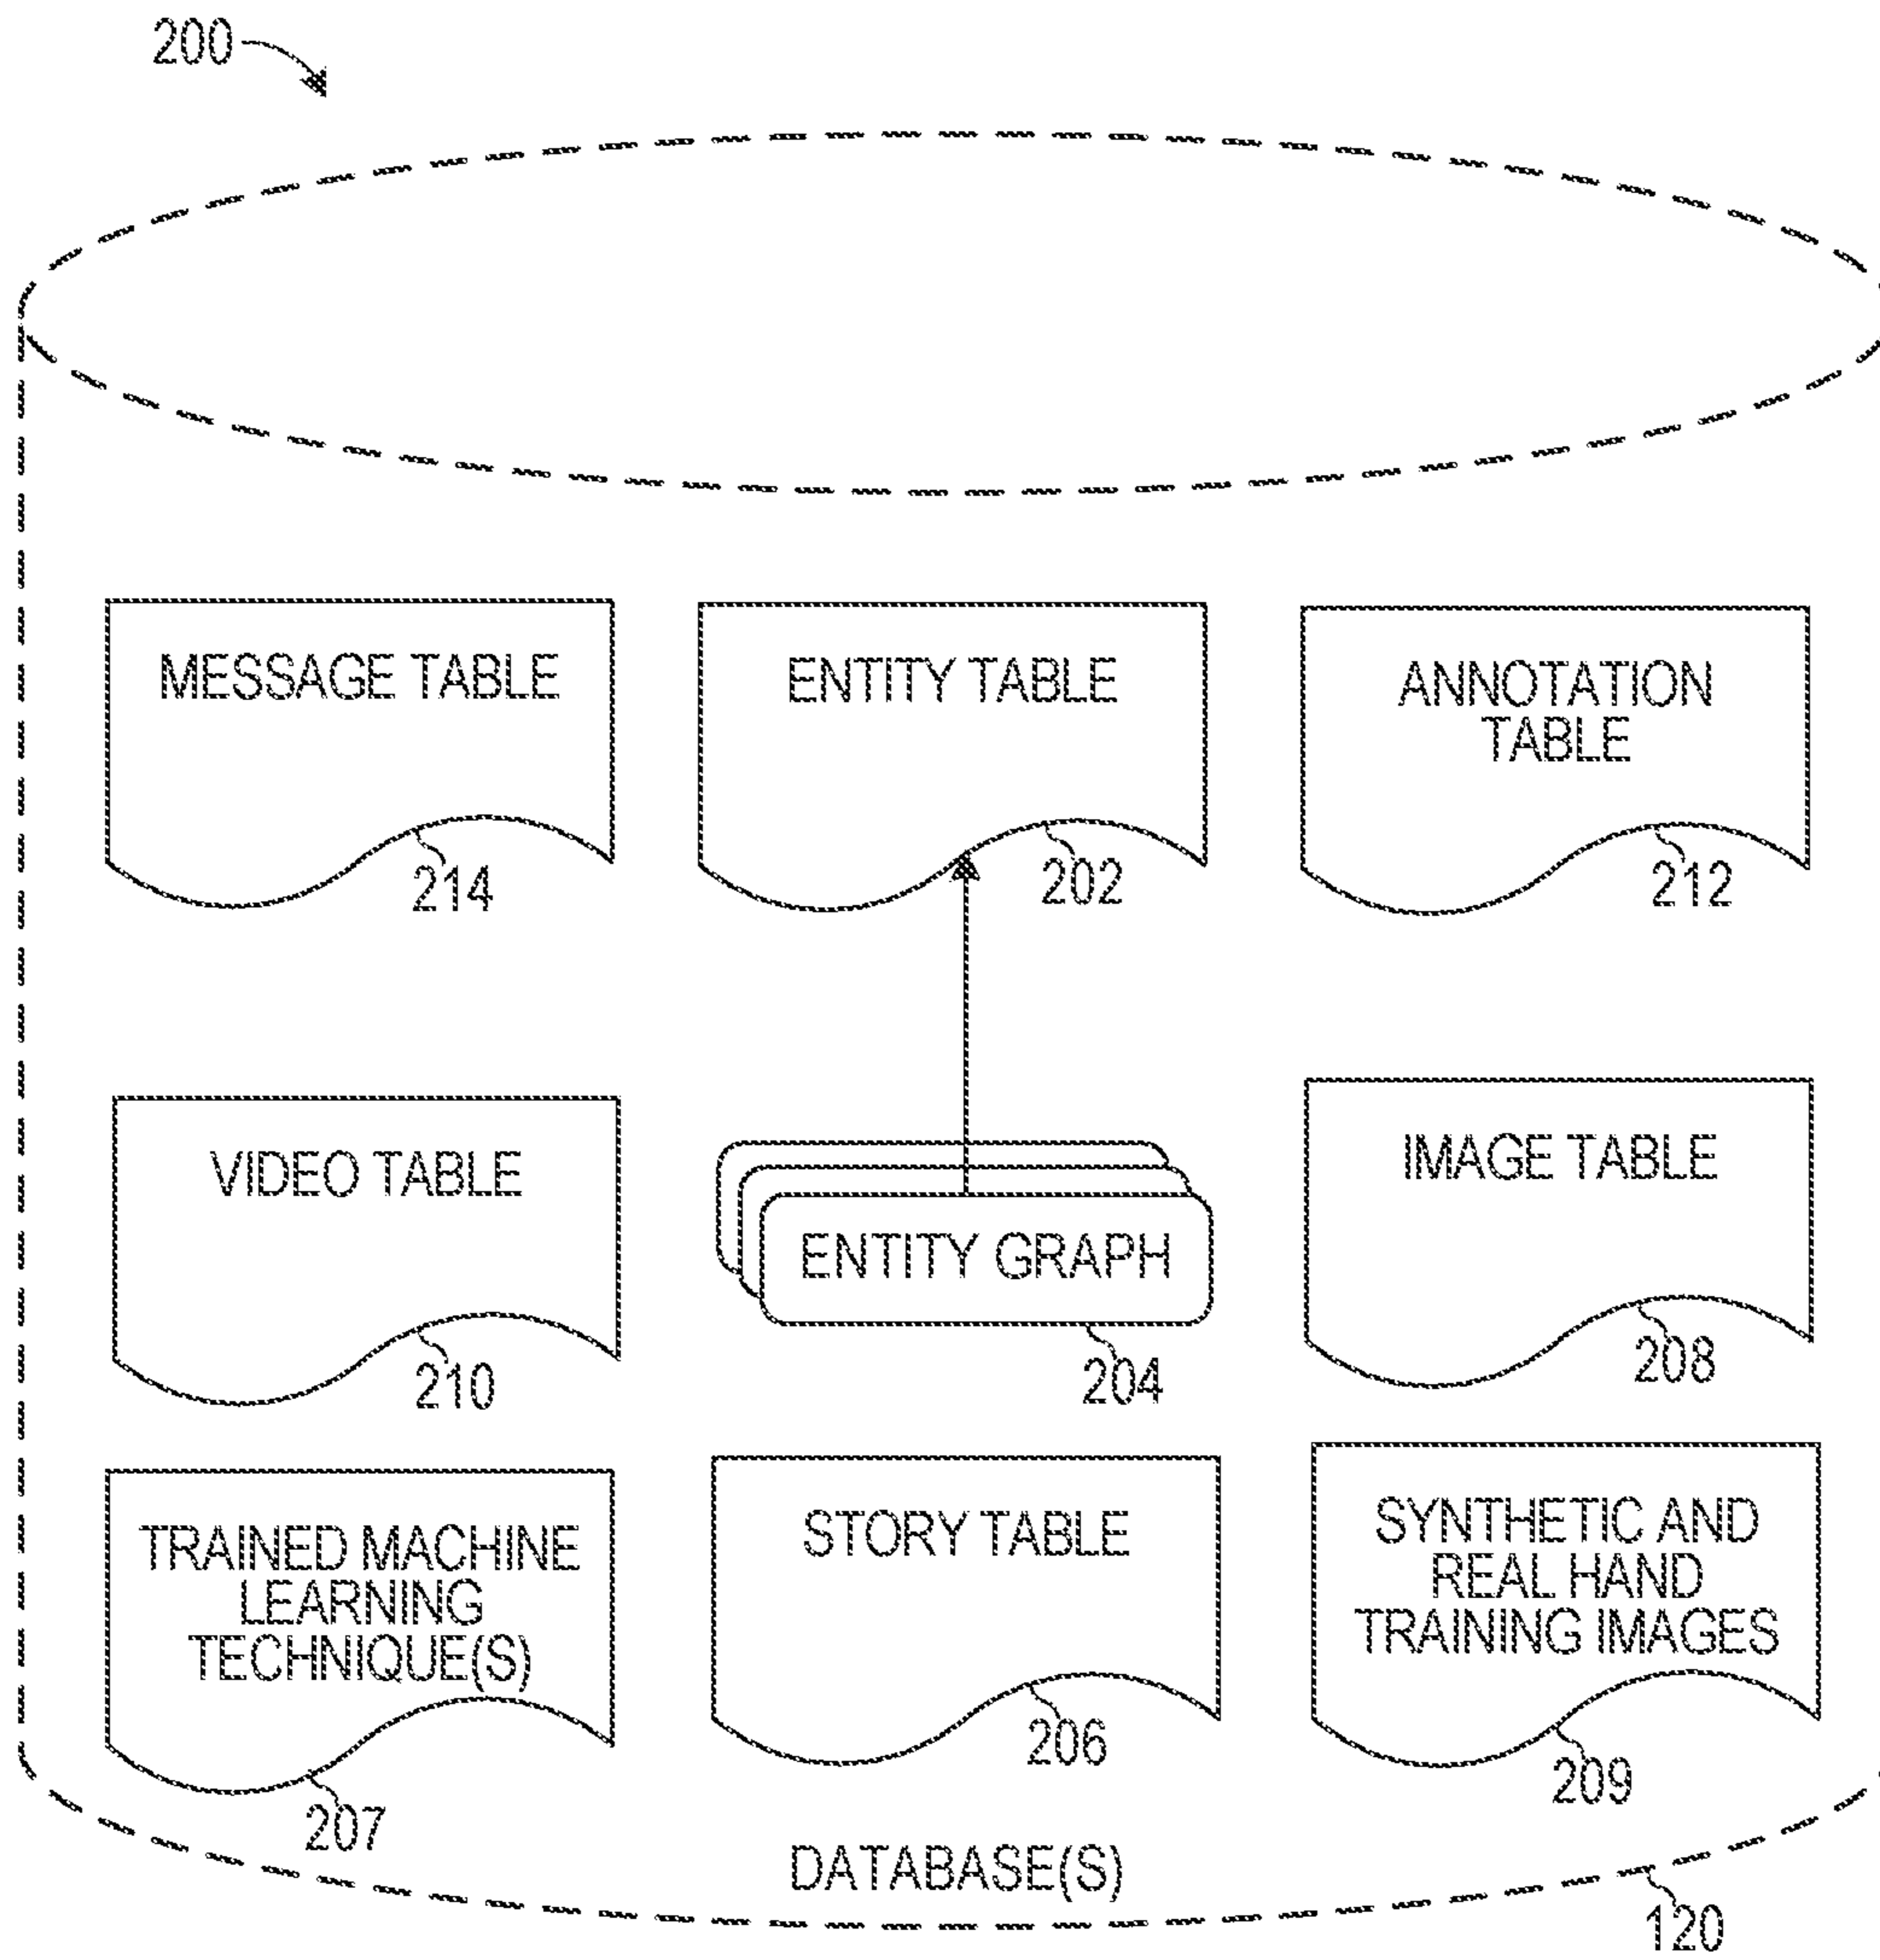 200
MESSAGE TABLE
214
ENTITY TABLE
202
ANNOTATION
TABLE
212
VIDEO TABLE
210
ENTITY GRAPH
204
IMAGE TABLE
208
TRAINED MACHINE
LEARNING
TECHNIQUE(S)
207
STORY TABLE
206
SYNTHETIC AND
REAL HAND
TRAINING IMAGES
209
DATABASE(S)
120